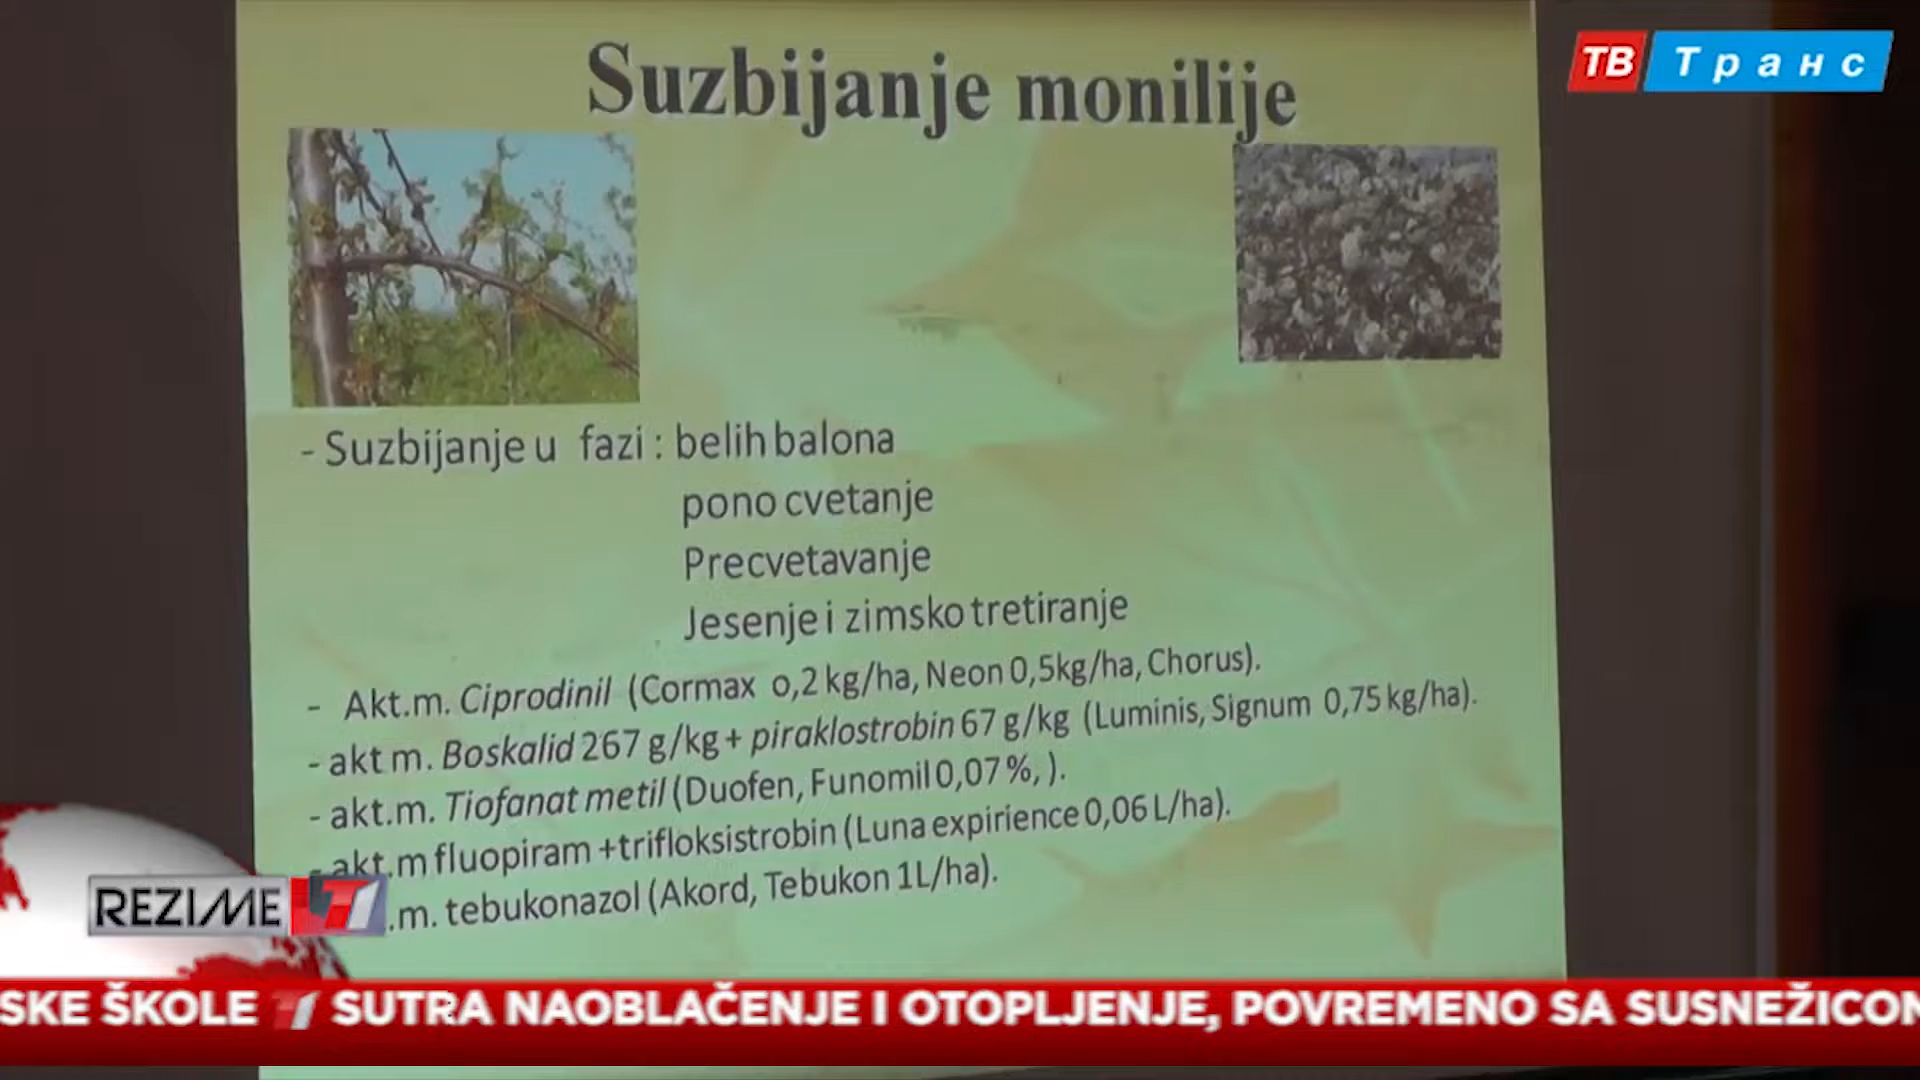 Suzbijanje monilije
ТВ Транс
- Suzbijanje u fazi : belih balona
pono cvetanje
Precvetavanje
Jesenje i zimsko tretiranje
- Akt.m. Ciprodinil (Cormax o,2 kg/ha, Neon 0,5kg/ha, Chorus).
- akt m. Boskalid 267 g/kg + piraklostrobin 67 g/kg (Luminis, Signum 0,75 kg/ha).
- akt.m. Tiofanat metil (Duofen, Funomil 0,07 %, ).
- akt.m fluopiram +trifloksistrobin (Luna expirience 0,06 L/ha).
.m. tebukonazol (Akord, Tebukon 1L/ha).
REZIME
SKE ŠKOLE SUTRA NAOBLAČENJE I OTOPLJENJE, POVREMENO SA SUSNEŽICOM